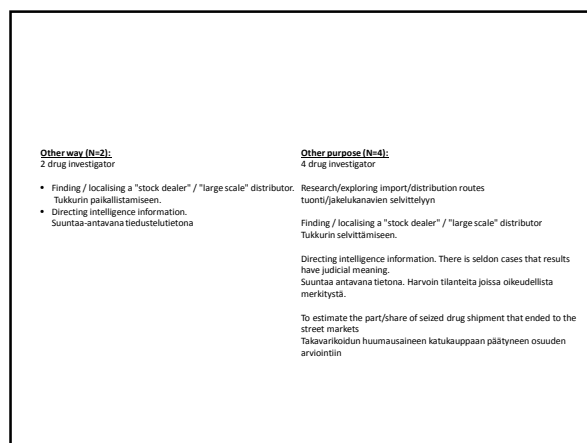 Other way (N=2):
2 drug investigator
• Finding / localising a "stock dealer" / "large scale" distributor.
Tukkurin paikallistamiseen.
• Directing intelligence information.
Suuntaa-antavana tiedustelutietona
Other purpose (N=4):
4 drug investigator
Research/exploring import/distribution routes
tuonti/jakelukanavien selvittelyyn
Finding / localising a "stock dealer" / "large scale" distributor
Tukkurin selvittämiseen.
Directing intelligence information. There is seldon cases that results
have judicial meaning.
Suuntaa antavana tietona. Harvoin tilanteita joissa oikeudellista
merkitystä.
To estimate the part/share of seized drug shipment that ended to the
street markets
Takavarikoidun huumausaineen katukauppaan päätyneen osuuden
arviointiin